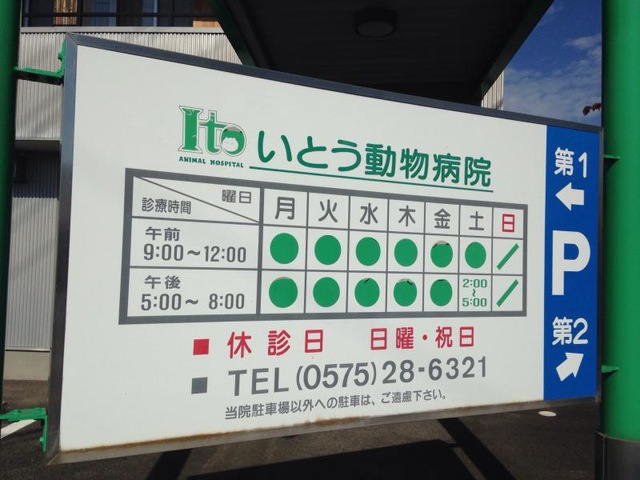 Ito
ANIMAL HOSPITAL
いとう動物病院
曜日
診療時間
月 火 水 木 金 土 日
午前
9:00～12:00
午後
5:00～ 8:00
2:00
～
5:00
■ 休診日 日曜・祝日
■ TEL(0575)28-6321
当院駐車場以外への駐車は、ご遠慮下さい。
第1
←
P
第2
↗